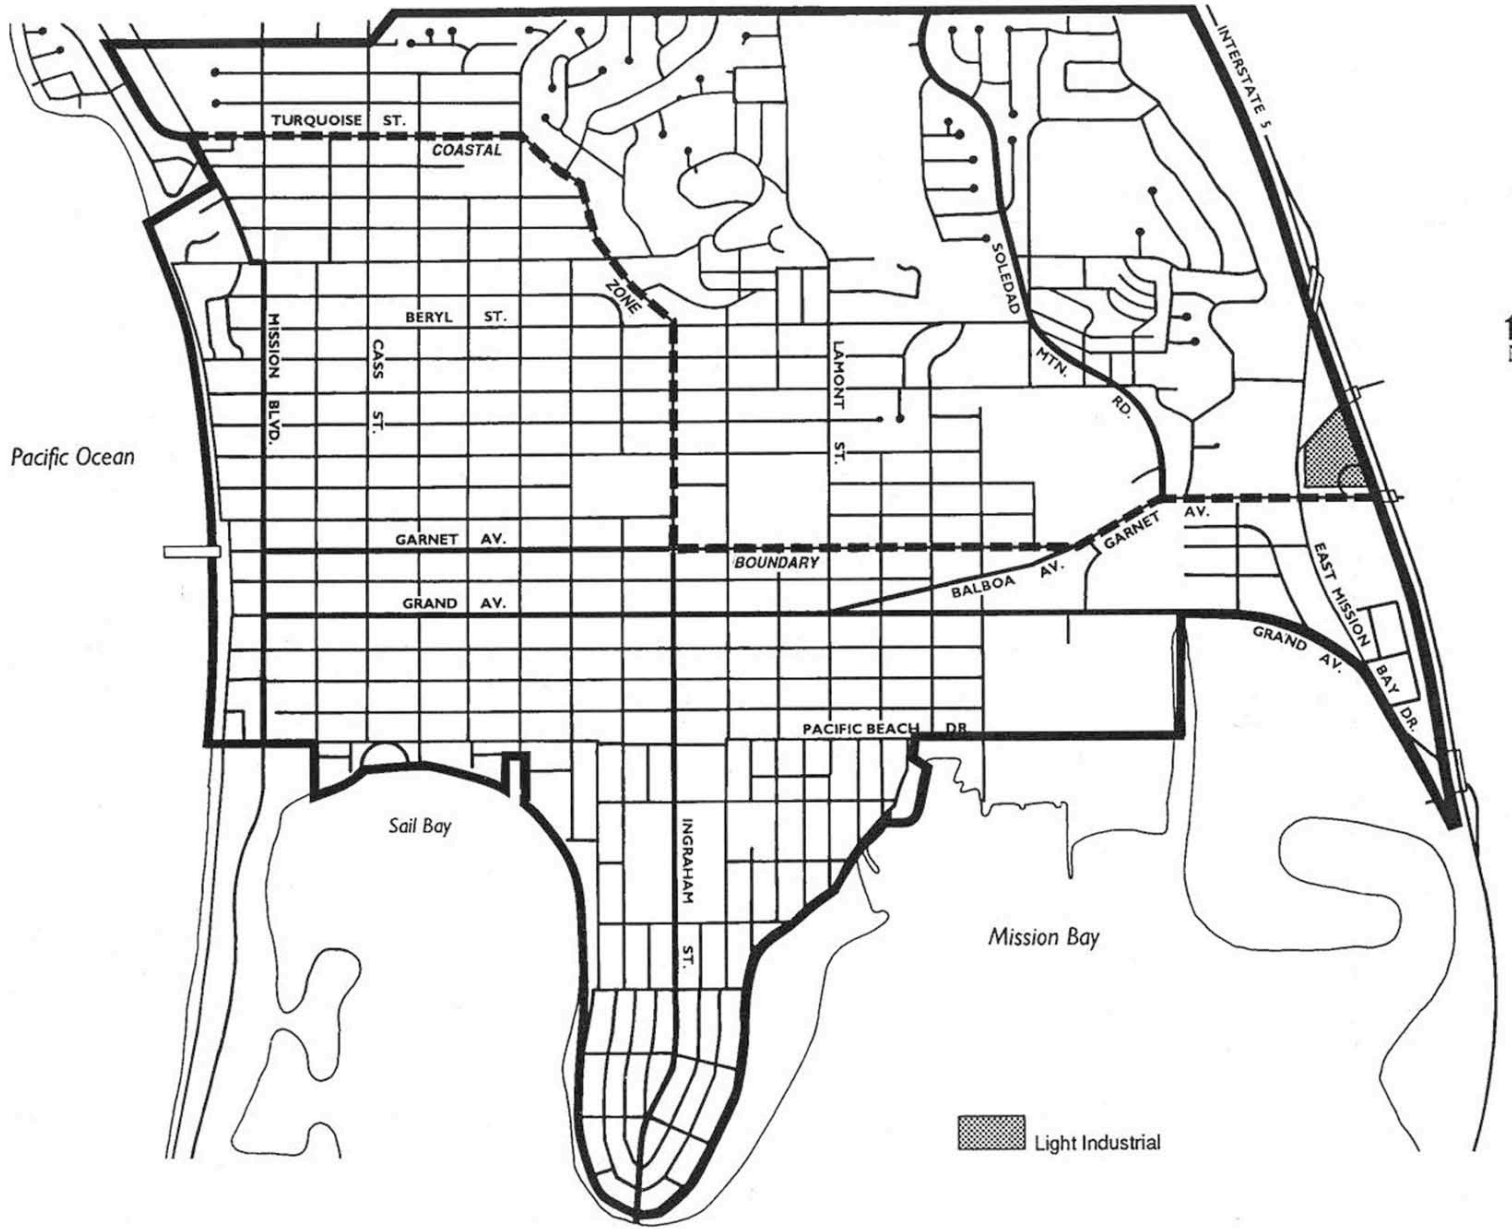 INTERSTATE 5
TURQUOISE ST.
COASTAL
ZONE
SOLEDAD
MTN.
RD.
BERYL ST.
MISSION BLVD.
CASS ST.
LAMONT ST.
Pacific Ocean
GARNET AV.
BOUNDARY
GARNET AV.
BALBOA AV.
GRAND AV.
EAST MISSION
BAY DR.
GRAND AV.
PACIFIC BEACH DR.
Sail Bay
INGRAHAM ST.
Mission Bay
Light Industrial